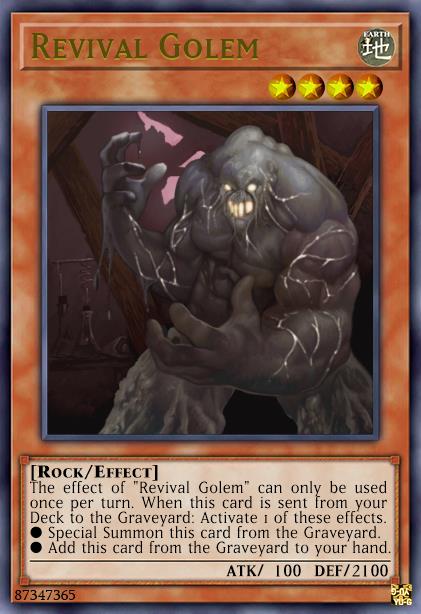 Revival Golem
EARTH
地
[Rock/Effect]
The effect of "Revival Golem" can only be used
once per turn. When this card is sent from your
Deck to the Graveyard: Activate 1 of these effects.
● Special Summon this card from the Graveyard.
● Add this card from the Graveyard to your hand.
ATK/ 100 DEF/2100
87347365